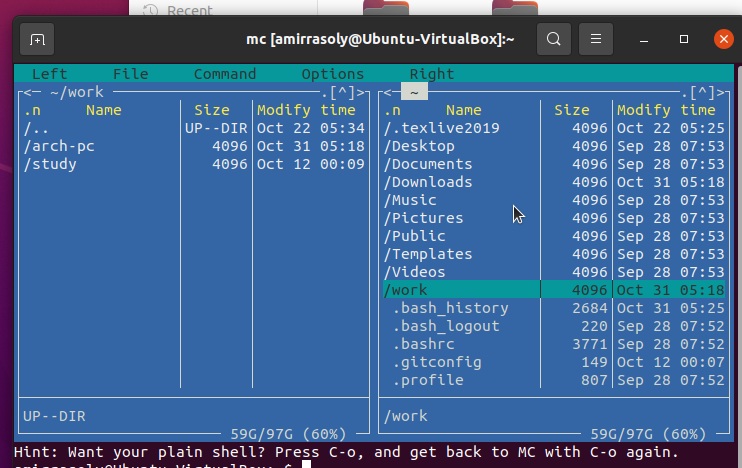 Recent
mc [amirrasoly@Ubuntu-VirtualBox]:~
Left File Command Options Right
<─ ~/work ─ .[^]>
.n Name Size Modify time
/.. UP--DIR Oct 22 05:34
/arch-pc 4096 Oct 31 05:18
/study 4096 Oct 12 00:09
UP--DIR
59G/97G (60%)
<─ ~ ─ .[^]>
.n Name Size Modify time
/.texlive2019 4096 Oct 22 05:25
/Desktop 4096 Sep 28 07:53
/Documents 4096 Sep 28 07:53
/Downloads 4096 Oct 31 05:18
/Music 4096 Sep 28 07:53
/Pictures 4096 Sep 28 07:53
/Public 4096 Sep 28 07:53
/Templates 4096 Sep 28 07:53
/Videos 4096 Sep 28 07:53
/work 4096 Oct 31 05:18
.bash_history 2684 Oct 31 05:25
.bash_logout 220 Sep 28 07:52
.bashrc 3771 Sep 28 07:52
.gitconfig 149 Oct 12 00:07
.profile 807 Sep 28 07:52
/work
59G/97G (60%)
Hint: Want your plain shell? Press C-o, and get back to MC with C-o again.
amirrasoly@Ubuntu-VirtualBox:~$